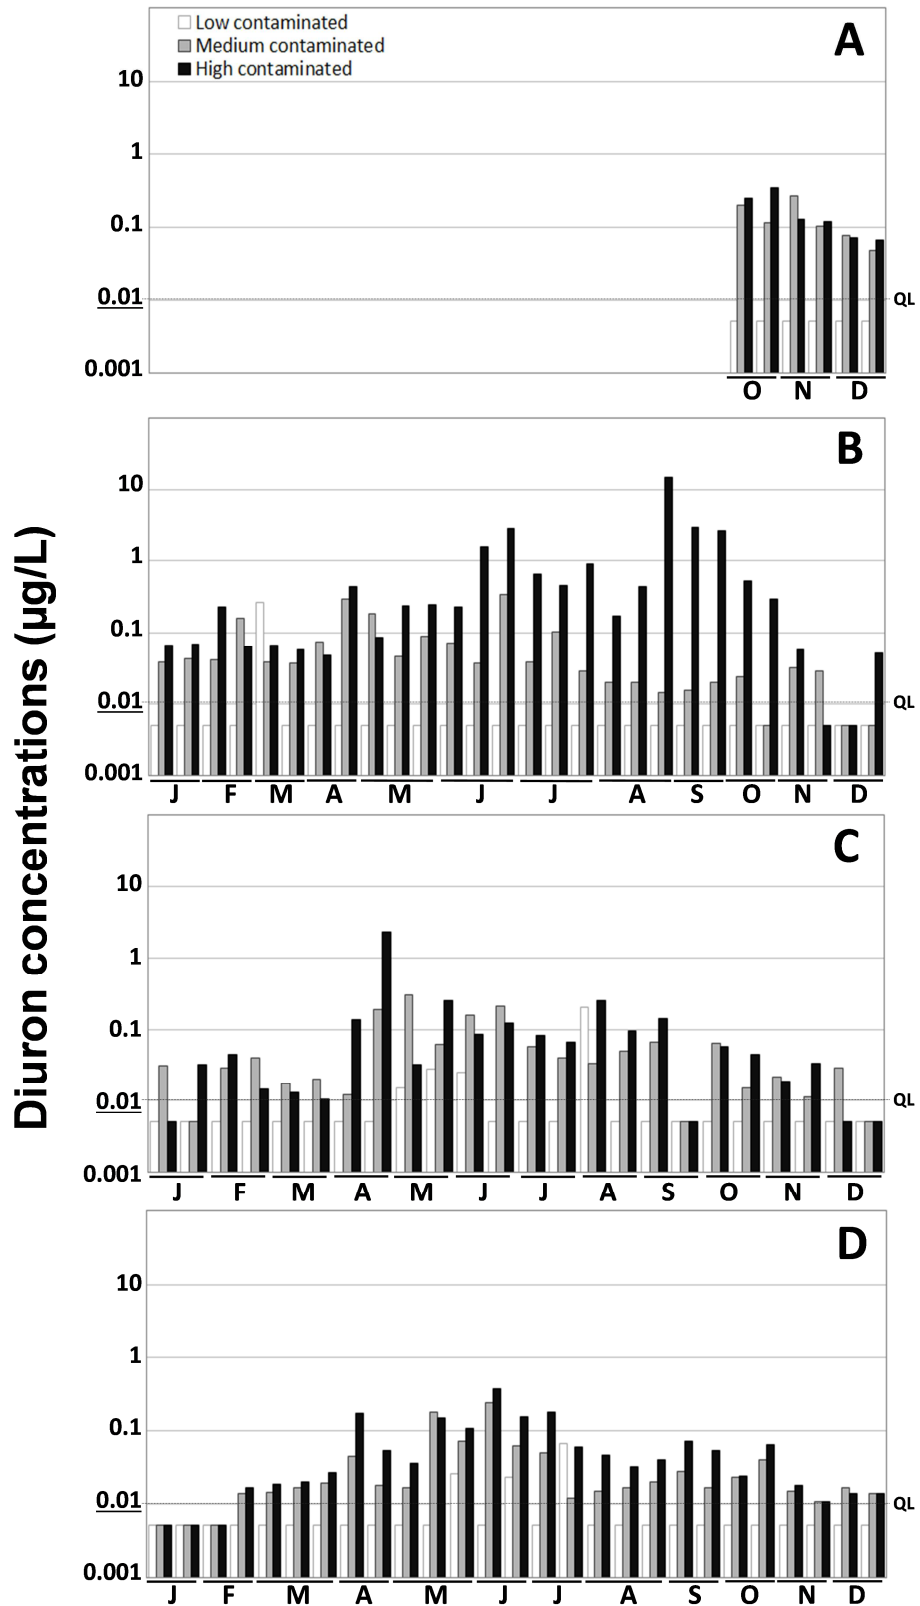 Low contaminated
Medium contaminated
High contaminated
A
10
1
0.1
0.01
QL
0.001
O N D
B
10
1
0.1
0.01
QL
0.001
J F M A M J J A S O N D
Diuron concentrations (µg/L)
C
10
1
0.1
0.01
QL
0.001
J F M A M J J A S O N D
D
10
1
0.1
0.01
QL
0.001
J F M A M J J A S O N D